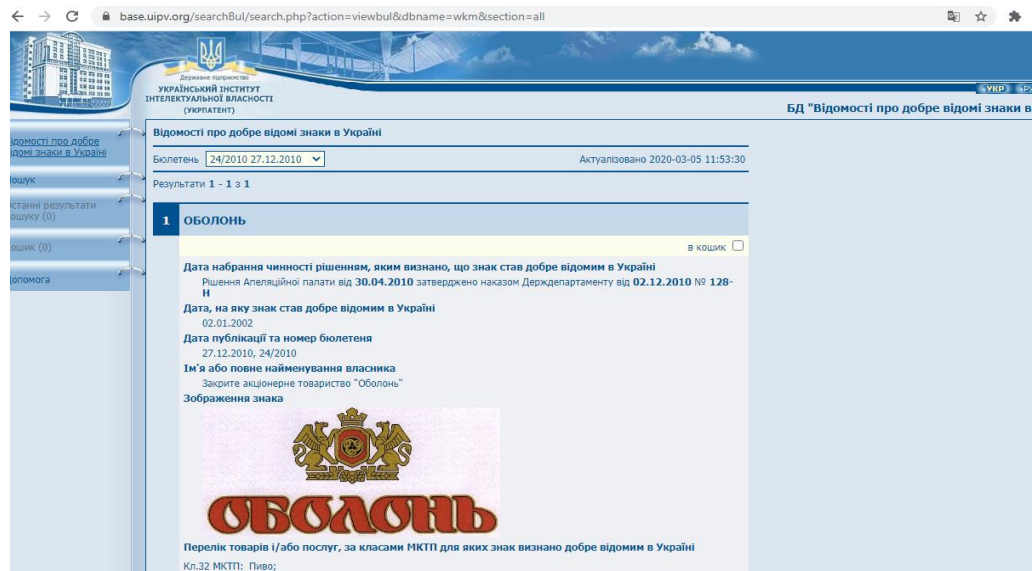 base.uipv.org/searchBul/search.php?action=viewbul&dbname=wkm&section=all
Державне підприємство
УКРАЇНСЬКИЙ ІНСТИТУТ
ІНТЕЛЕКТУАЛЬНОЇ ВЛАСНОСТІ
(УКРПАТЕНТ)
УКР
БД "Відомості про добре відомі знаки в
ідомості про добре
ідомі знаки в Україні
ошук
станні результати
ошуку (0)
ошик (0)
опомога
Відомості про добре відомі знаки в Україні
Бюлетень 24/2010 27.12.2010
Актуалізовано 2020-03-05 11:53:30
Результати 1 - 1 з 1
1 ОБОЛОНЬ
в кошик
Дата набрання чинності рішенням, яким визнано, що знак став добре відомим в Україні
Рішення Апеляційної палати від 30.04.2010 затверджено наказом Держдепартаменту від 02.12.2010 № 128-
Н
Дата, на яку знак став добре відомим в Україні
02.01.2002
Дата публікації та номер бюлетеня
27.12.2010, 24/2010
Ім'я або повне найменування власника
Закрите акціонерне товариство "Оболонь"
Зображення знака
ОБОЛОНЬ
Перелік товарів і/або послуг, за класами МКТП для яких знак визнано добре відомим в Україні
Кл.32 МКТП: Пиво;